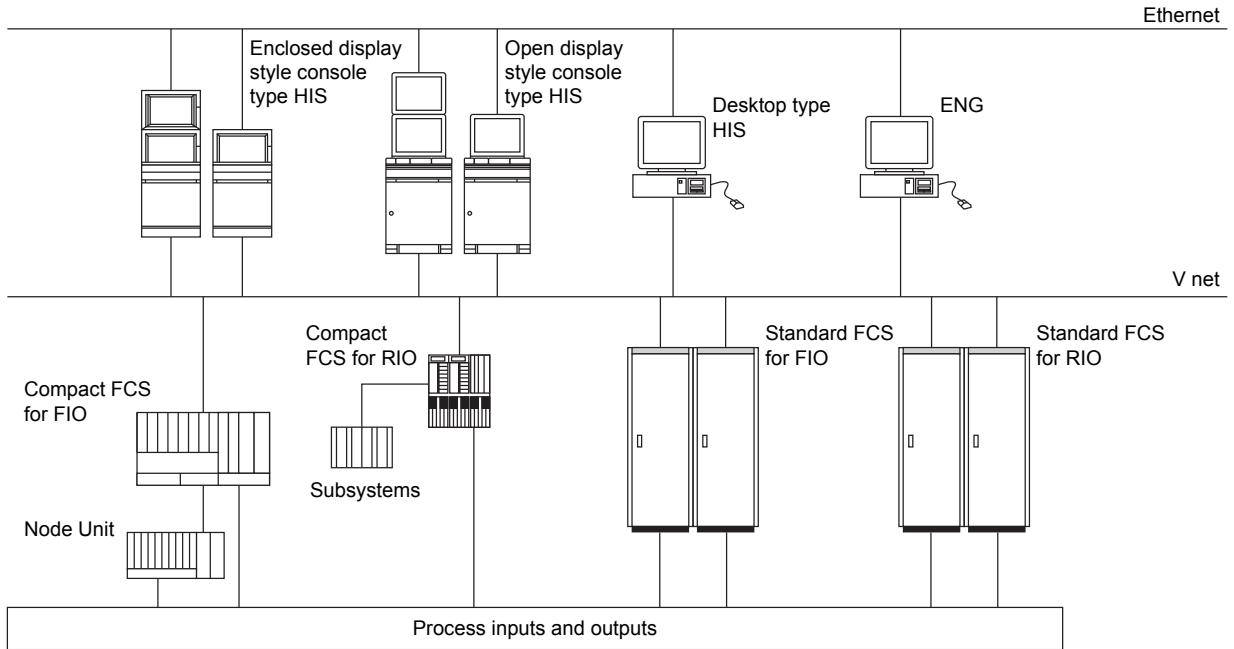 Ethernet
Enclosed display
style console
type HIS
Open display
style console
type HIS
Desktop type
HIS
ENG
V net
Compact
FCS for RIO
Standard FCS
for FIO
Standard FCS
for RIO
Compact FCS
for FIO
Subsystems
Node Unit
Process inputs and outputs